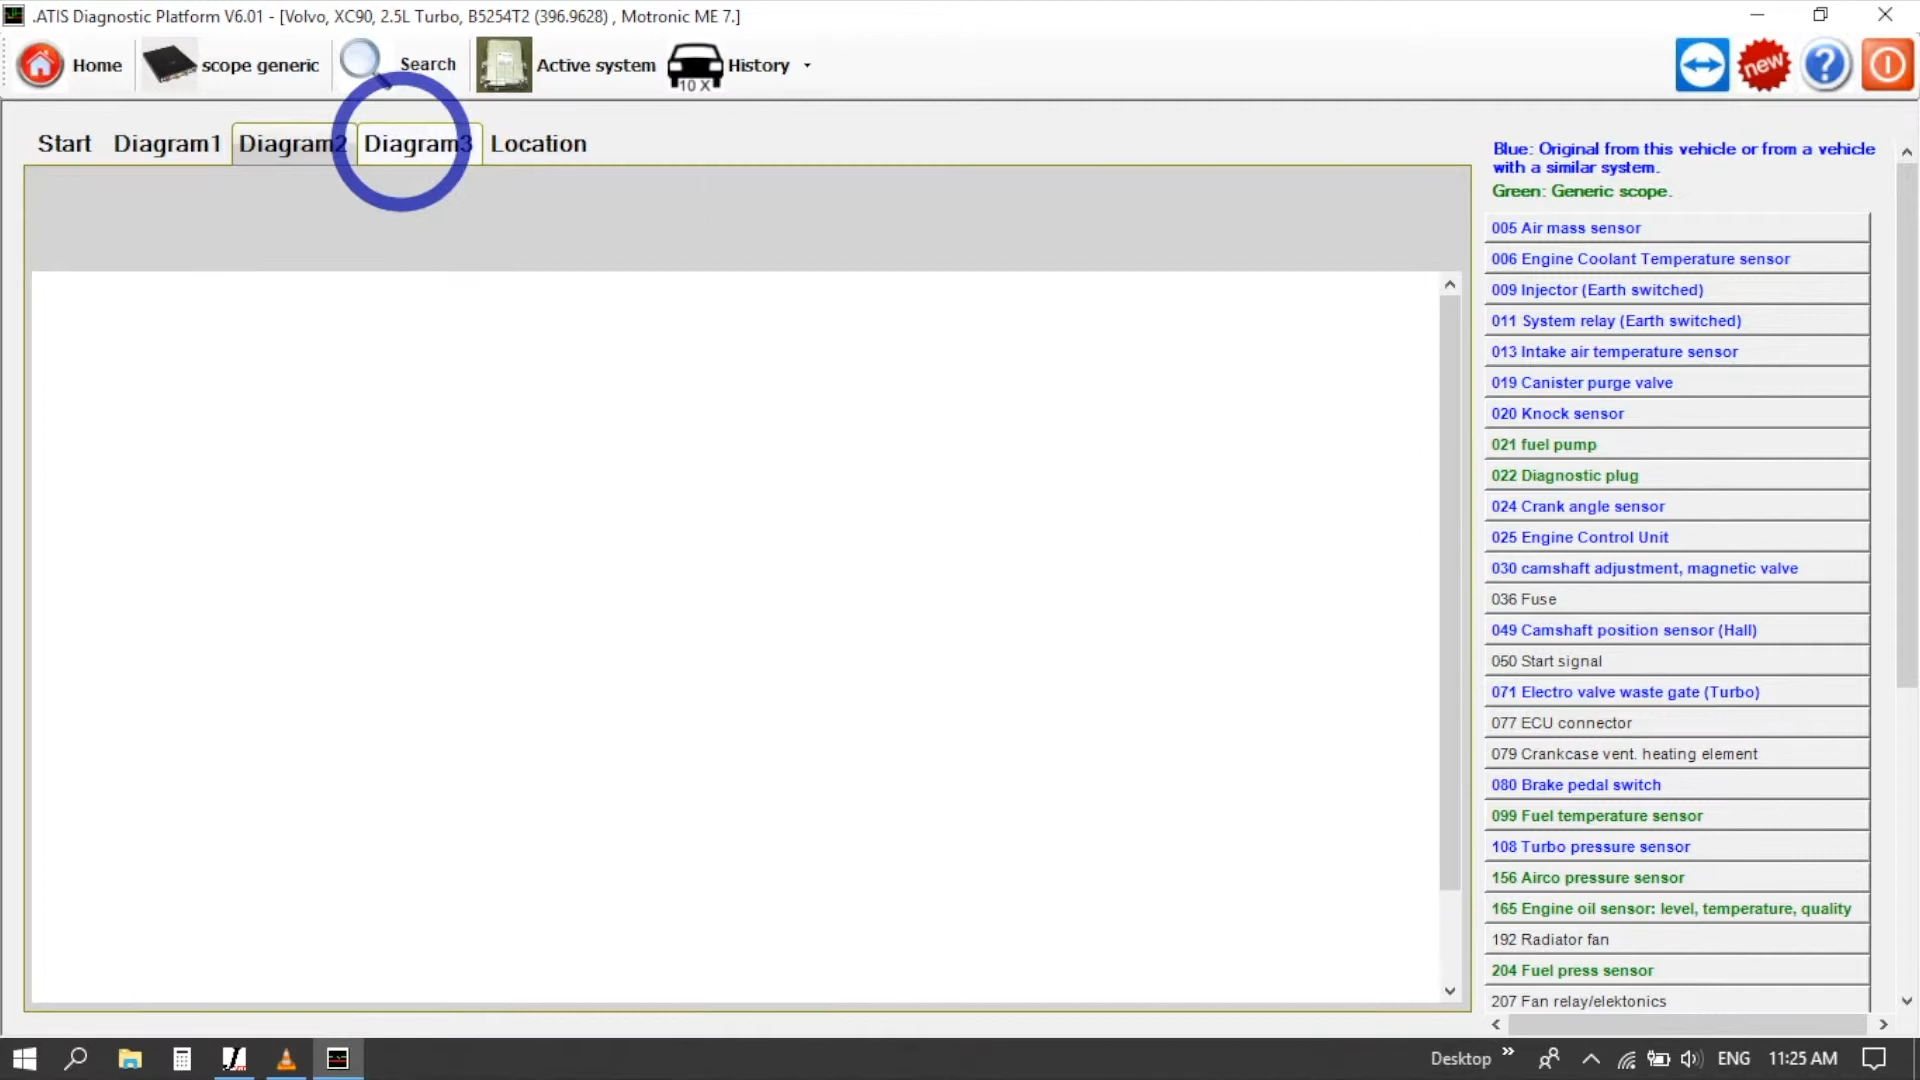 .ATIS Diagnostic Platform V6.01 - [Volvo, XC90, 2.5L Turbo, B5254T2 (396.9628) , Motronic ME 7.]
Home
scope generic
Search
Active system
10 X
History
new
?
Start
Diagram1
Diagram2
Diagram3
Location
Blue: Original from this vehicle or from a vehicle
with a similar system.
Green: Generic scope.
005 Air mass sensor
006 Engine Coolant Temperature sensor
009 Injector (Earth switched)
011 System relay (Earth switched)
013 Intake air temperature sensor
019 Canister purge valve
020 Knock sensor
021 fuel pump
022 Diagnostic plug
024 Crank angle sensor
025 Engine Control Unit
030 camshaft adjustment, magnetic valve
036 Fuse
049 Camshaft position sensor (Hall)
050 Start signal
071 Electro valve waste gate (Turbo)
077 ECU connector
079 Crankcase vent. heating element
080 Brake pedal switch
099 Fuel temperature sensor
108 Turbo pressure sensor
156 Airco pressure sensor
165 Engine oil sensor: level, temperature, quality
192 Radiator fan
204 Fuel press sensor
207 Fan relay/elektonics
Desktop
ENG
11:25 AM